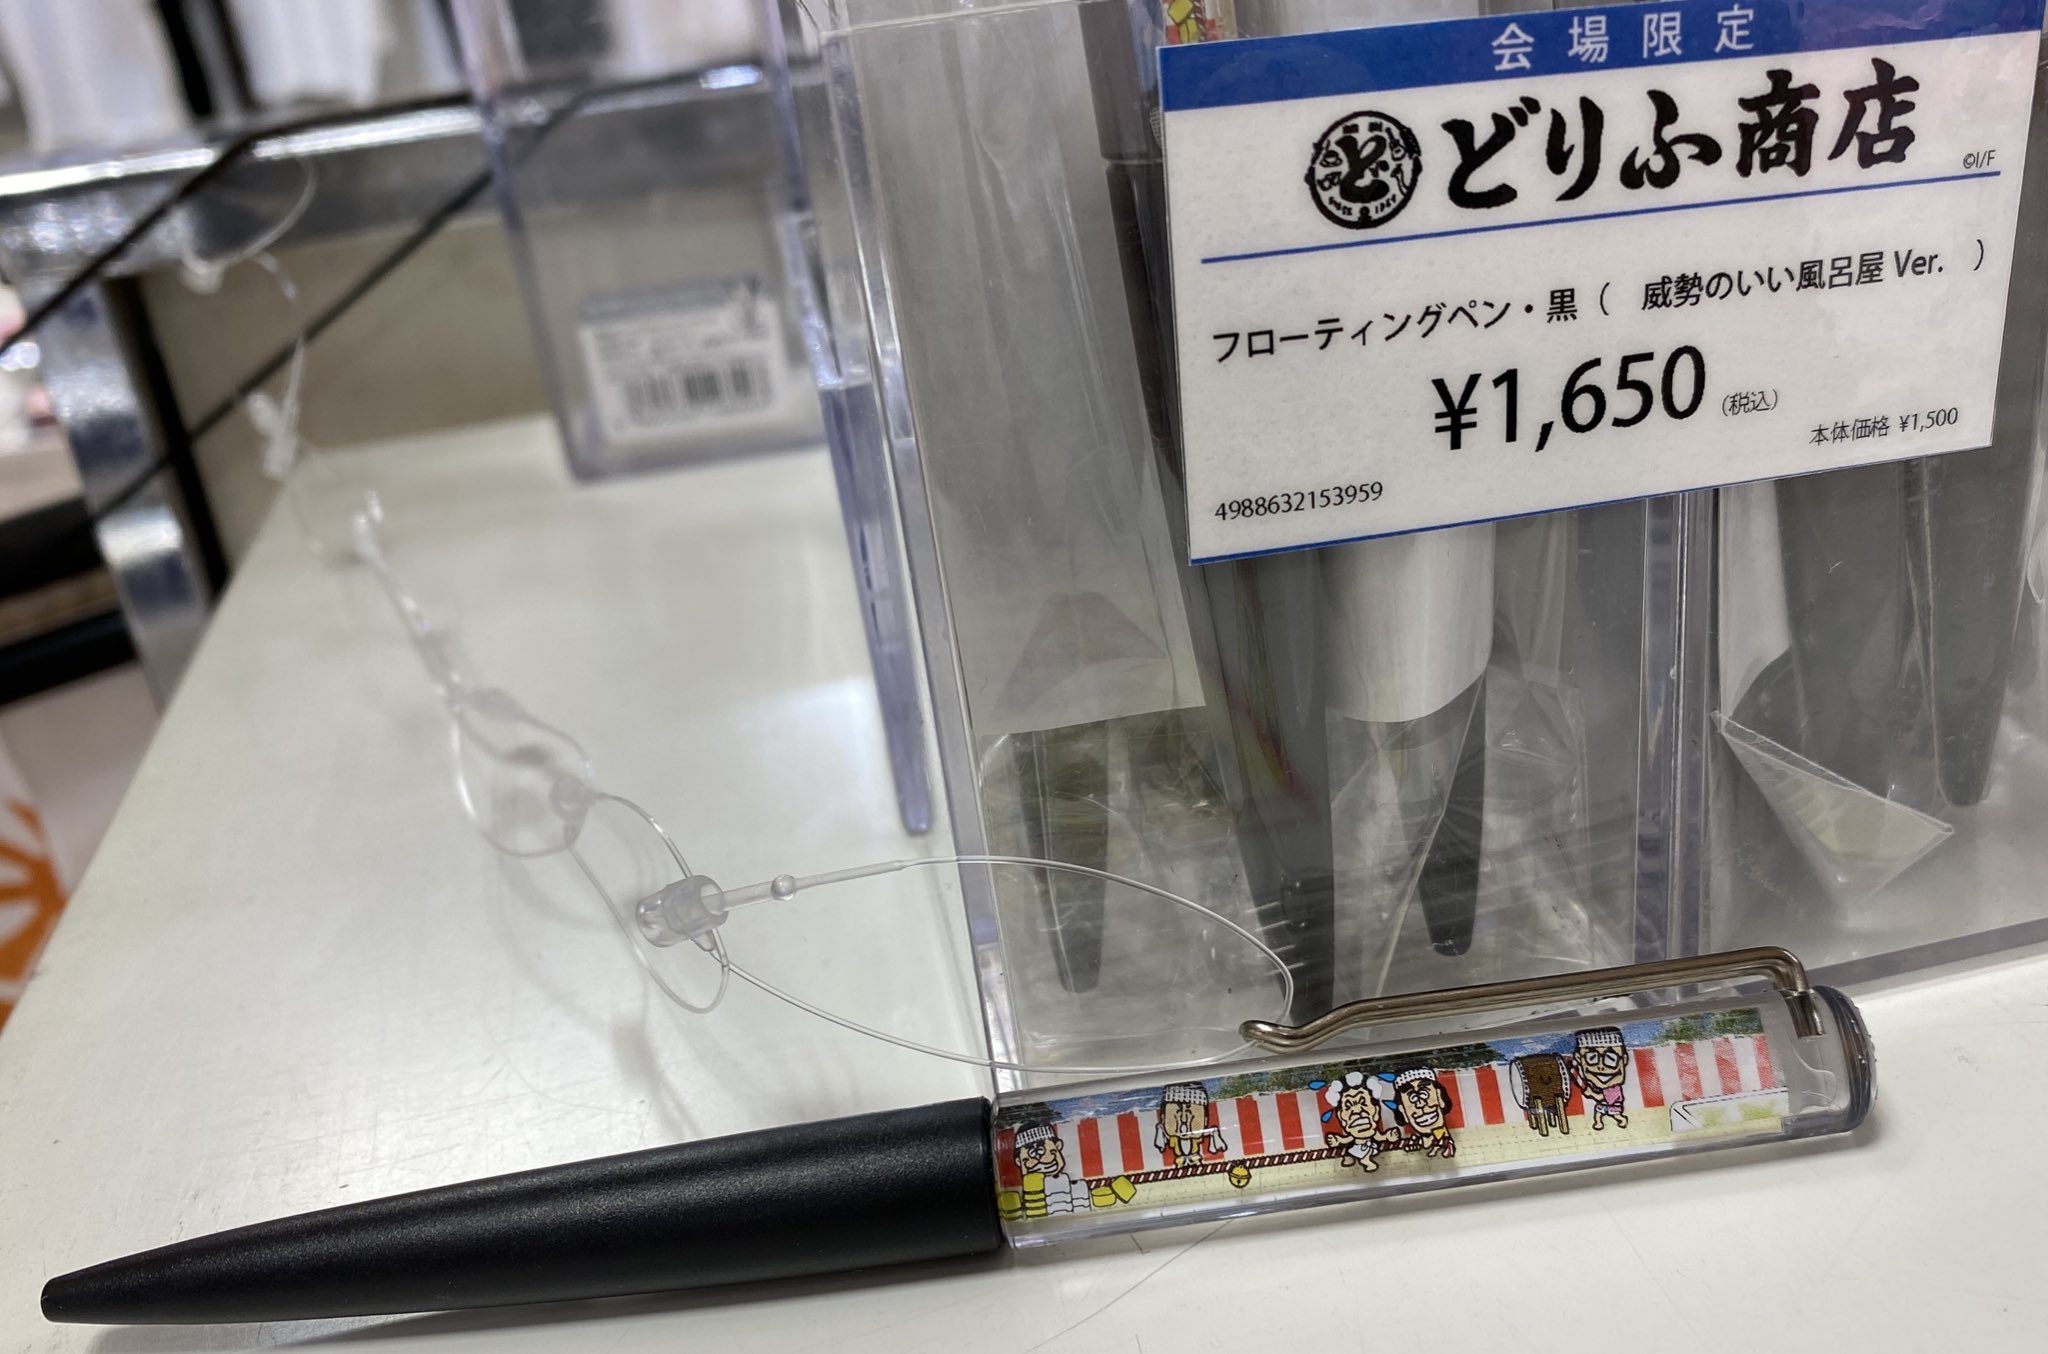 会場限定
ど
どりふ商店
©I/F
フローティングペン・黒（　威勢のいい風呂屋 Ver.　）
¥1,650 (税込)
本体価格 ¥1,500
4988632153959